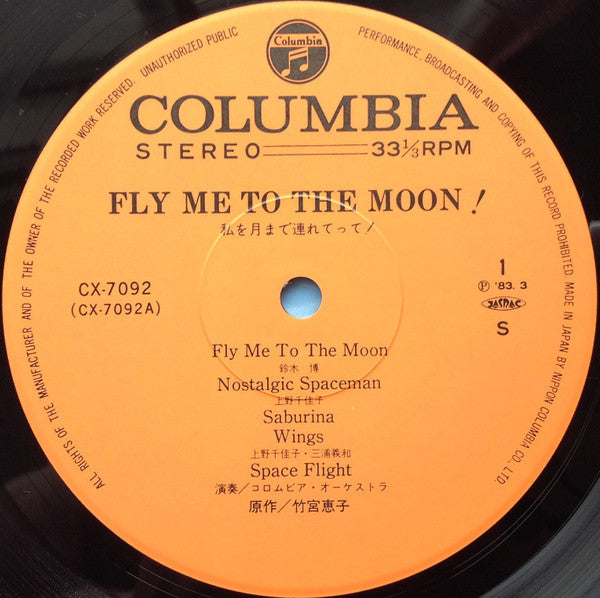 Columbia
COLUMBIA
STEREO 33⅓RPM
FLY ME TO THE MOON!
私を月まで連れてって!
CX-7092
(CX-7092A)
1
Ⓟ '83. 3
JASRAC
S
Fly Me To The Moon
鈴木 博
Nostalgic Spaceman
上野千佳子
Saburina
Wings
上野千佳子・三浦義和
Space Flight
演奏/コロムビア・オーケストラ
原作/竹宮恵子
ALL RIGHTS OF THE MANUFACTURER AND OF THE OWNER OF THE RECORDED WORK RESERVED. UNAUTHORIZED PUBLIC PERFORMANCE, BROADCASTING AND COPYING OF THIS RECORD PROHIBITED. MADE IN JAPAN BY NIPPON COLUMBIA CO. LTD.